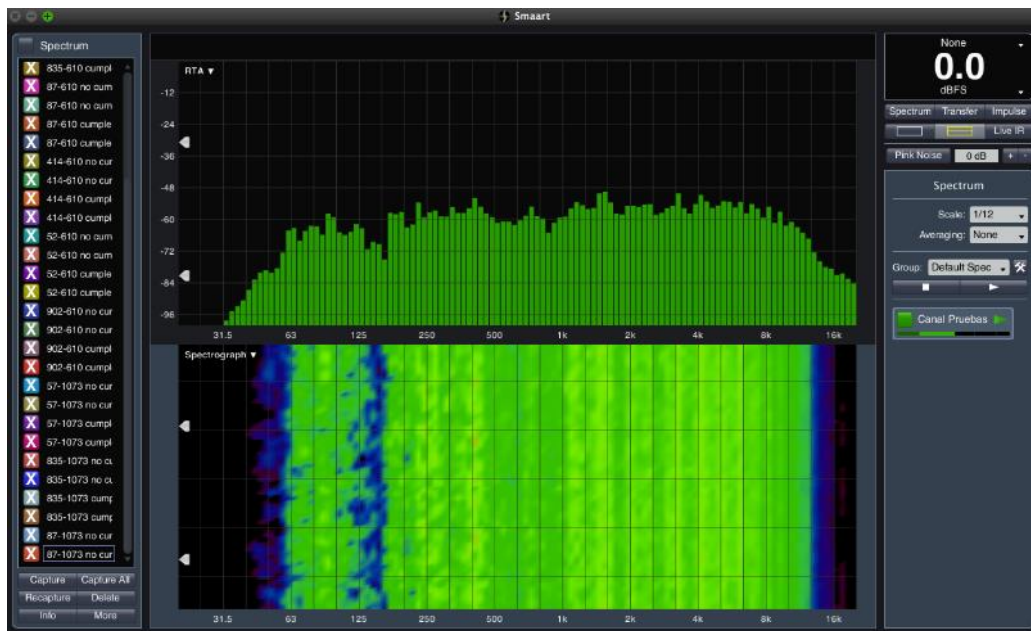 Smaart
Spectrum
835-610 cumpl
87-610 no cum
87-610 no cum
87-610 cumple
87-610 cumple
414-610 no cur
414-610 no cur
414-610 cumple
414-610 cumpl
52-610 no cum
52-610 no cum
52-610 cumple
52-610 cumple
902-610 no cur
902-610 no cur
902-610 cumpl
902-610 cumpl
57-1073 no cur
57-1073 no cur
57-1073 cumpl
57-1073 cumpl
835-1073 no cu
835-1073 no cu
835-1073 cump
835-1073 cump
87-1073 no cur
87-1073 no cur
Capture Capture All
Recapture Delete
Info More
RTA
-12
-24
-36
-48
-60
-72
-84
-96
31.5 63 125 250 500 1k 2k 4k 8k 16k
Spectrograph
31.5 63 125 250 500 1k 2k 4k 8k 16k
None
0.0
dBFS
Spectrum Transfer Impulse
Live IR
Pink Noise 0 dB + -
Spectrum
Scale: 1/12
Averaging: None
Group: Default Spec
Canal Pruebas